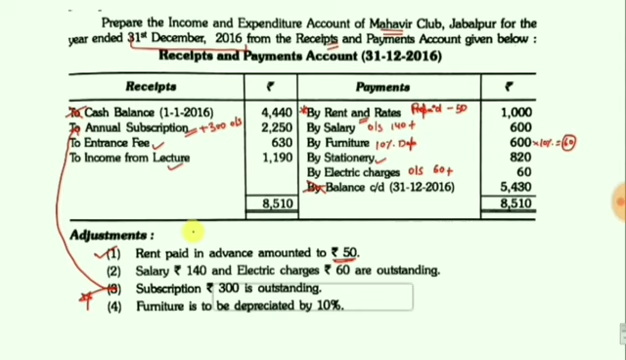 Prepare the Income and Expenditure Account of Mahavir Club, Jabalpur for the
year ended 31st December, 2016 from the Receipts and Payments Account given below :
Receipts and Payments Account (31-12-2016)
Receipts ₹ Payments ₹
To Cash Balance (1-1-2016) 4,440 By Rent and Rates 1,000
To Annual Subscription +300 o/s 2,250 By Salary o/s 140+ 600
To Entrance Fee 630 By Furniture 10% Dep 600 ×10% = 60
To Income from Lecture 1,190 By Stationery 820
By Electric charges o/s 60+ 60
By Balance c/d (31-12-2016) 5,430
8,510 8,510
Adjustments :
(1) Rent paid in advance amounted to ₹ 50.
(2) Salary ₹ 140 and Electric charges ₹ 60 are outstanding.
(3) Subscription ₹ 300 is outstanding.
(4) Furniture is to be depreciated by 10%.